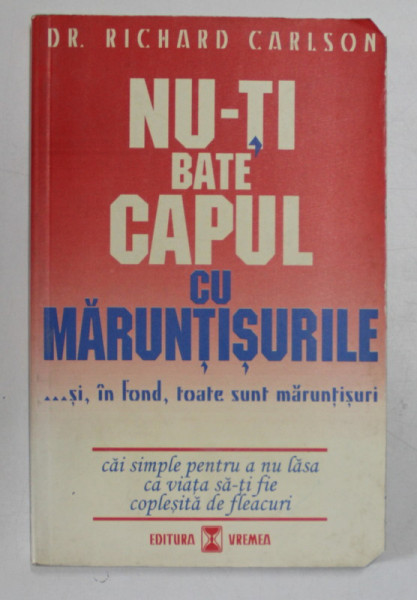 DR. RICHARD CARLSON
NU-ȚI
BATE
CAPUL
CU
MĂRUNȚIȘURILE
...și, în fond, toate sunt mărunțișuri
căi simple pentru a nu lăsa
ca viața să-ți fie
copleșită de fleacuri
EDITURA VREMEA